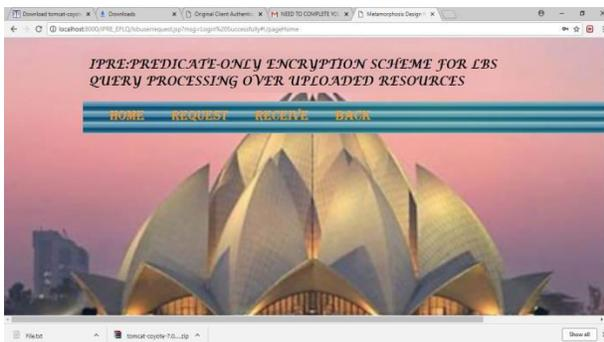 Download tomcat-coyot
Downloads
Original Client Authentic
NEED TO COMPLETE YO
Metamorphosis Design
localhost:8000/IPRE_EPLQ/lsbuserrequest.jsp?msg=Login%20Successfully#!/pageHome
IPRE:PREDICATE-ONLY ENCRYPTION SCHEME FOR LBS
QUERY PROCESSING OVER UPLOADED RESOURCES
HOME REQUEST RECEIVE BACK
File.txt
tomcat-coyote-7.0....zip
Show all